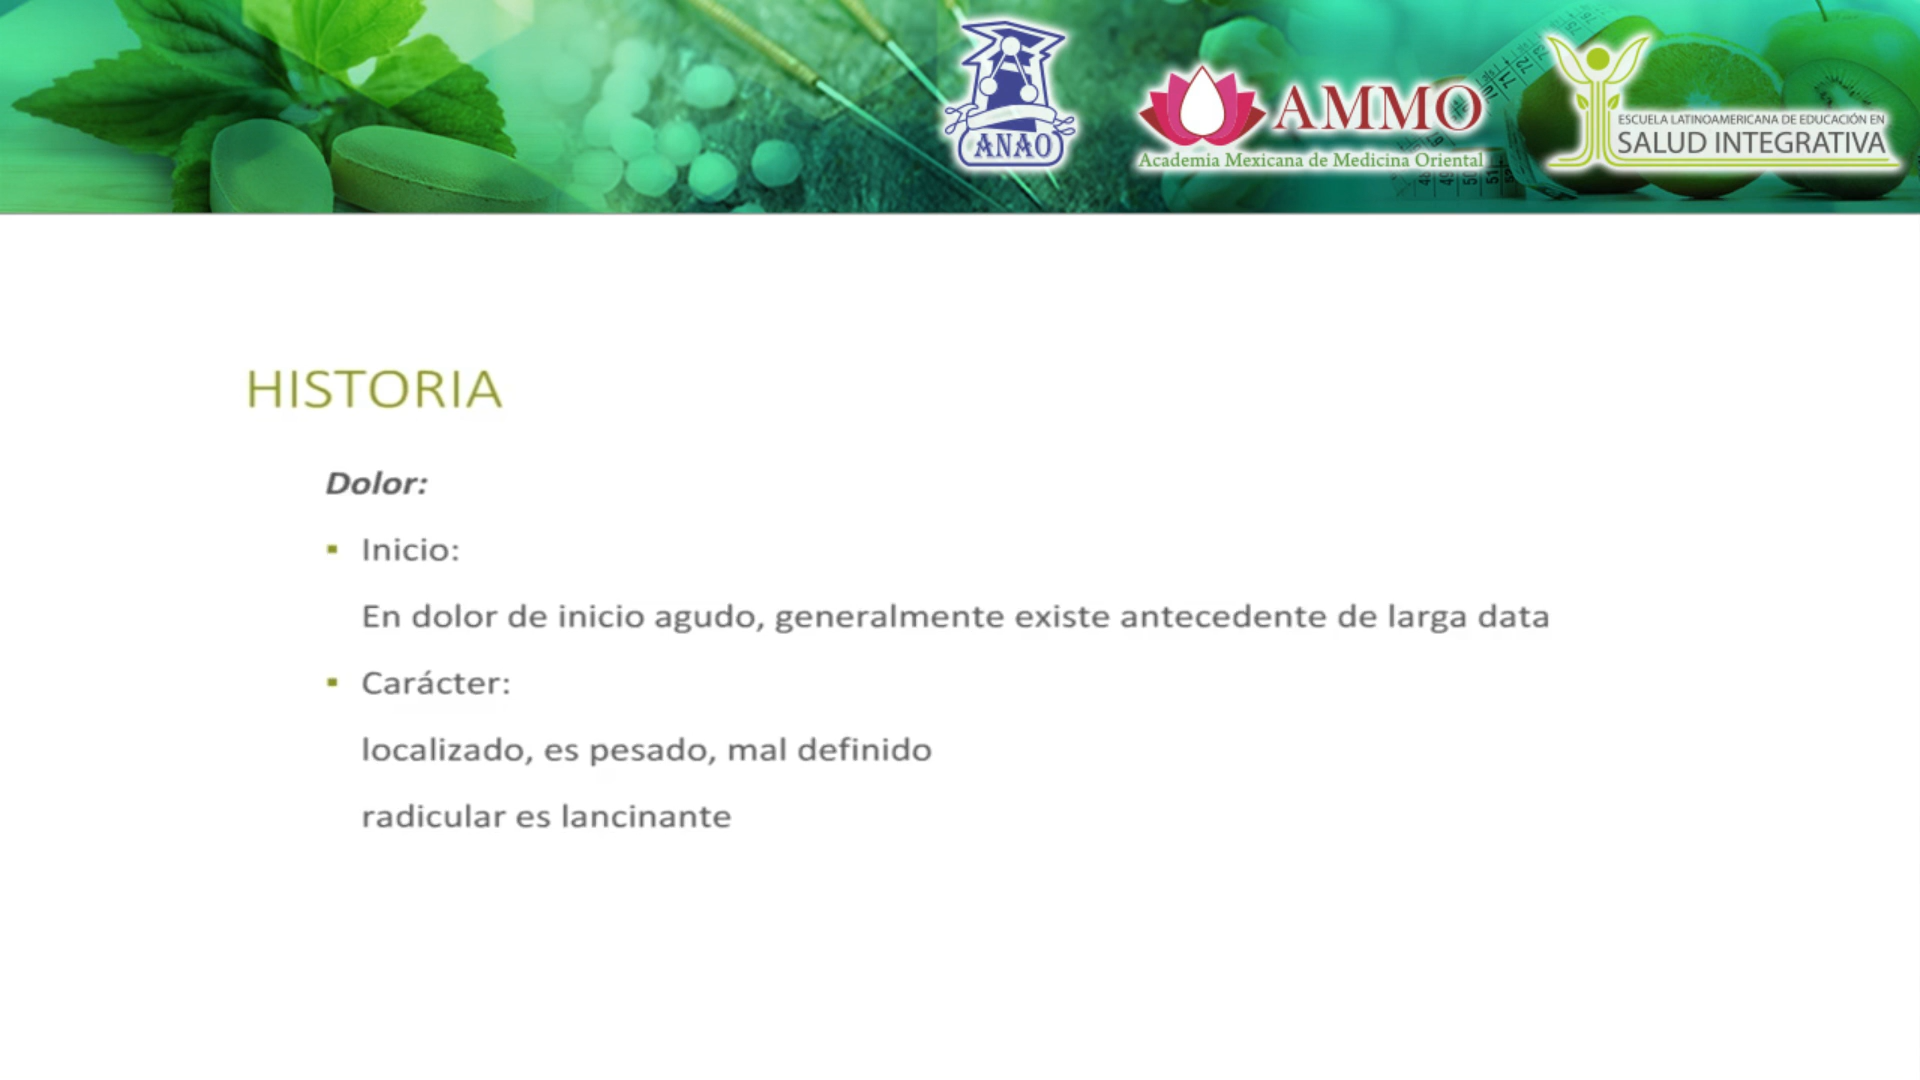 ANAO
AMMO
Academia Mexicana de Medicina Oriental
ESCUELA LATINOAMERICANA DE EDUCACIÓN EN
SALUD INTEGRATIVA
HISTORIA
Dolor:
▪ Inicio:
En dolor de inicio agudo, generalmente existe antecedente de larga data
▪ Carácter:
localizado, es pesado, mal definido
radicular es lancinante